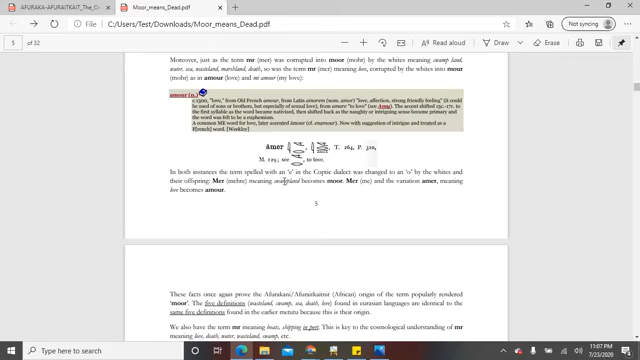 AFURAKA-AFURAITKAIT_The_C
Moor_means_Dead.pdf
C:/Users/Test/Downloads/Moor_means_Dead.pdf
Not syncing
5 of 32
Draw
Erase
Moreover, just as the term mr (mer) was corrupted into moor (mohr) by the whites meaning swamp land,
water, sea, wasteland, marshland, death, so was the term mr (mer) meaning love, corrupted by the whites into mour
(mohr) as in amour (love) and mi amour (my love).
amour (n.)
c.1300, "love," from Old French amour, from Latin amorem (nom. amor) "love, affection, strong friendly feeling" (it could
be used of sons or brothers, but especially of sexual love), from amare "to love" (see Amy). The accent shifted 15c.-17c. to
the first syllable as the word became nativized, then shifted back as the naughty or intriguing sense became primary and
the word was felt to be a euphemism.
A common ME word for love, later accented ámour (cf. enamour). Now with suggestion of intrigue and treated as a
F[rench] word. [Weekley]
åmer T. 264, P. 320,
M. 129; see , to love.
In both instances the term spelled with an 'e' in the Coptic dialect was changed to an 'o' by the whites and
their offspring: Mer (mehre) meaning swampland becomes moor. Mer (me) and the variation amer, meaning
love becomes amour.
5
These facts once again prove the Afurakani/Afuraitkaitnit (African) origin of the term popularly rendered
'moor'. The five definitions (wasteland, swamp, sea, death, love) found in eurasian languages are identical to the
same five definitions found in the earlier metutu because this is their origin.
We also have the term mr meaning boats, shipping in port. This is key to the cosmological understanding of mr
meaning love, death, water, wasteland, swamp, etc.
11:07 PM
7/23/2020